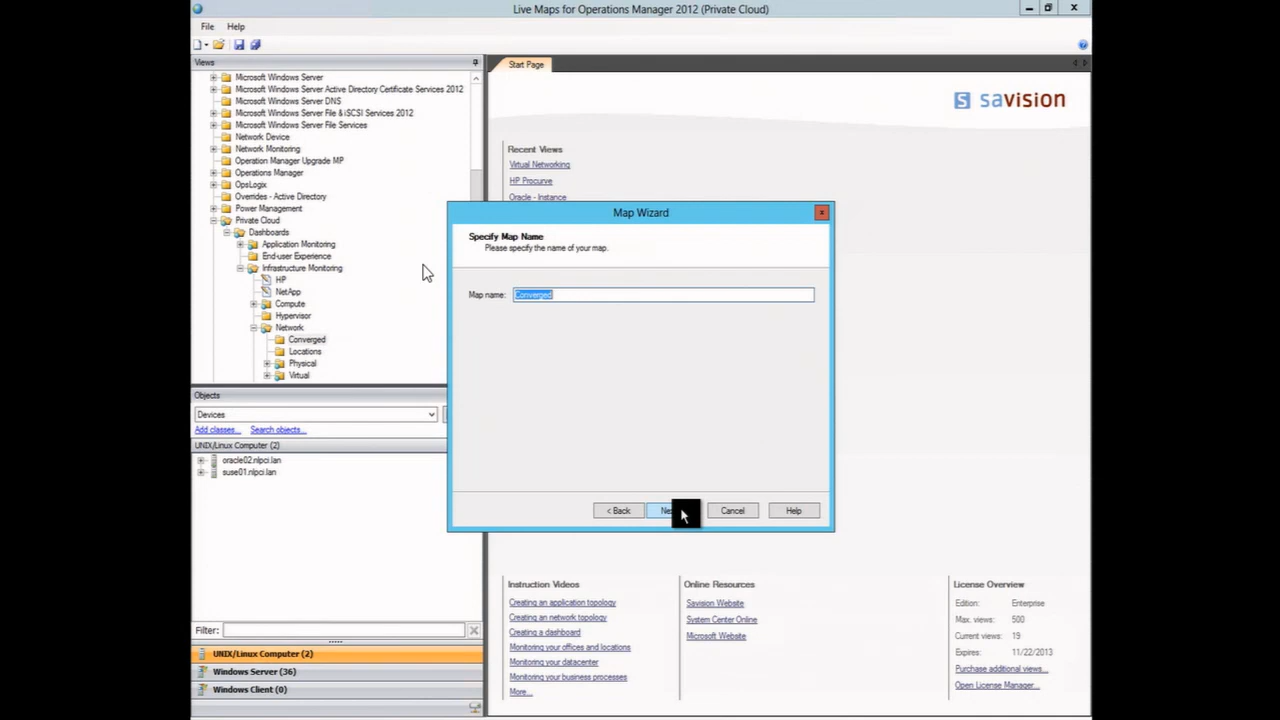 Live Maps for Operations Manager 2012 (Private Cloud)
File Help
Views
Microsoft Windows Server
Microsoft Windows Server Active Directory Certificate Services 2012
Microsoft Windows Server DNS
Microsoft Windows Server File & iSCSI Services 2012
Microsoft Windows Server File Services
Network Device
Network Monitoring
Operation Manager Upgrade MP
Operations Manager
OpsLogix
Overrides - Active Directory
Power Management
Private Cloud
Dashboards
Application Monitoring
End-user Experience
Infrastructure Monitoring
HP
NetApp
Compute
Hypervisor
Network
Converged
Locations
Physical
Virtual
Objects
Devices
Add classes... Search objects...
UNIX/Linux Computer (2)
oracle02.nlpci.lan
suse01.nlpci.lan
Filter:
UNIX/Linux Computer (2)
Windows Server (36)
Windows Client (0)
Start Page
savision
Recent Views
Virtual Networking
HP Procurve
Oracle - Instance
Map Wizard
Specify Map Name
Please specify the name of your map.
Map name: Converged
< Back Cancel Help
Instruction Videos
Creating an application topology
Creating an network topology
Creating a dashboard
Monitoring your offices and locations
Monitoring your datacenter
Monitoring your business processes
More...
Online Resources
Savision Website
System Center Online
Microsoft Website
License Overview
Edition: Enterprise
Max. views: 500
Current views: 19
Expires: 11/22/2013
Purchase additional views...
Open License Manager...